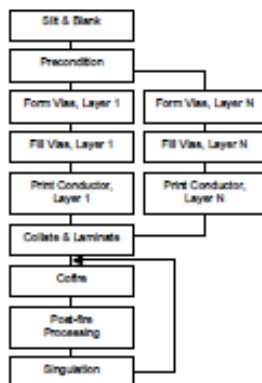 Slit & Blank
Precondition
Form Vias, Layer 1
Form Vias, Layer N
Fill Vias, Layer 1
Fill Vias, Layer N
Print Conductor,
Layer 1
Print Conductor,
Layer N
Collate & Laminate
Cofire
Post-fire
Processing
Singulation